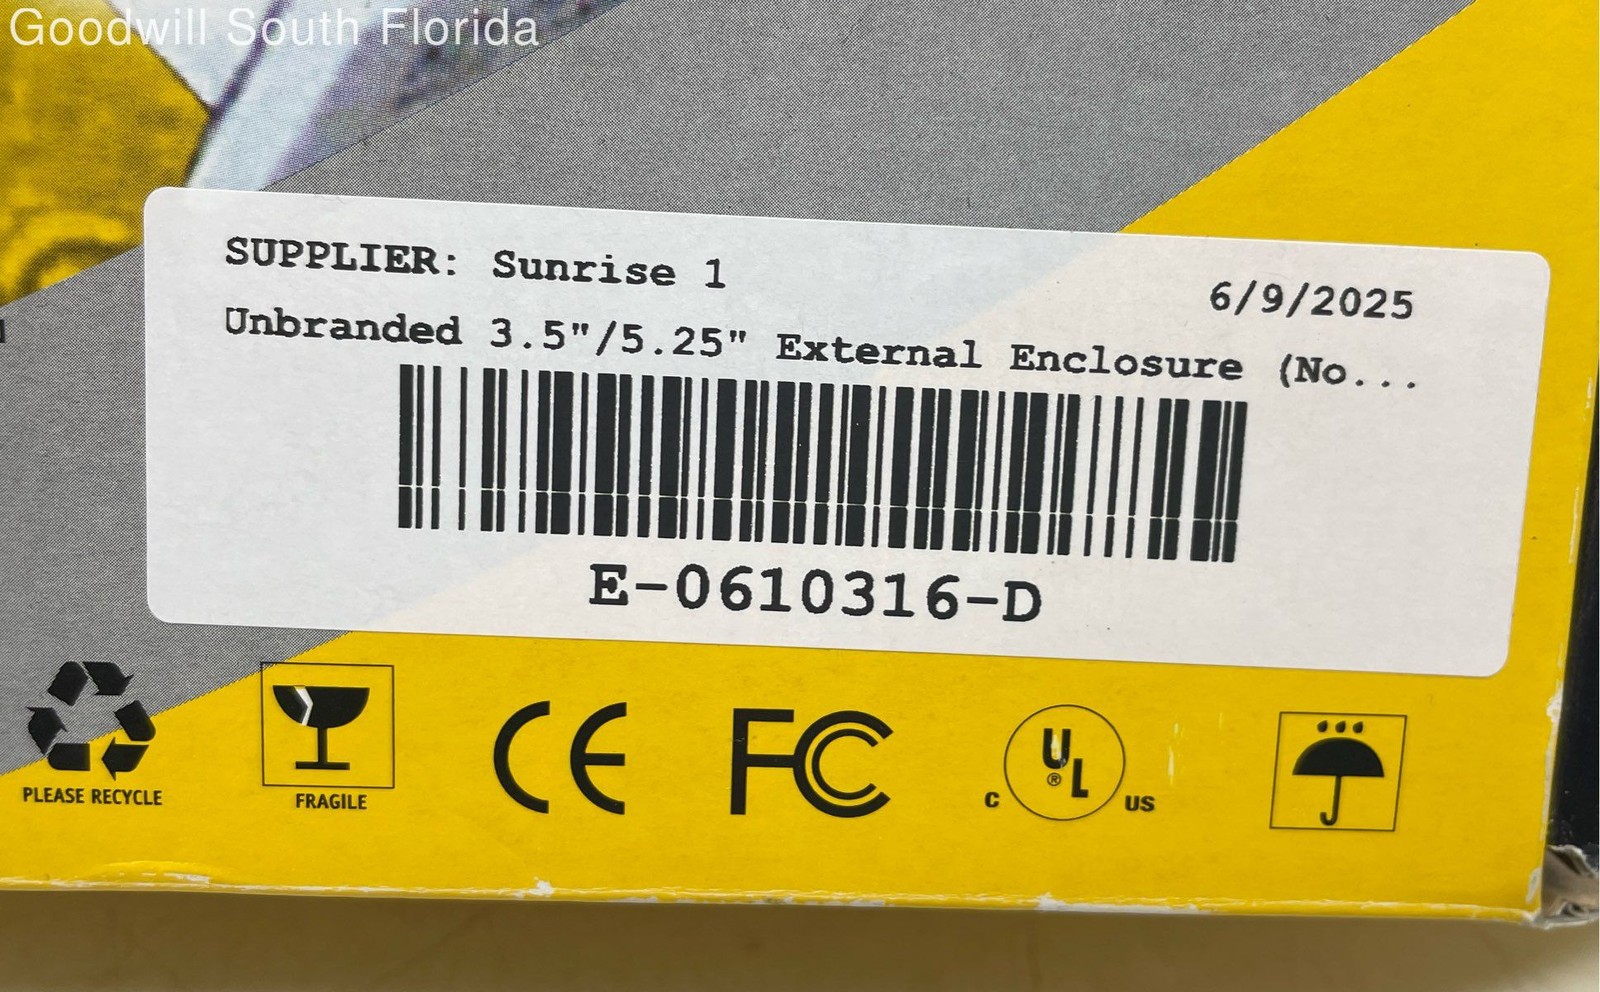 Goodwill South Florida
SUPPLIER: Sunrise 1
6/9/2025
Unbranded 3.5"/5.25" External Enclosure (No...
E-0610316-D
PLEASE RECYCLE
FRAGILE
CE
FC
C UL® US